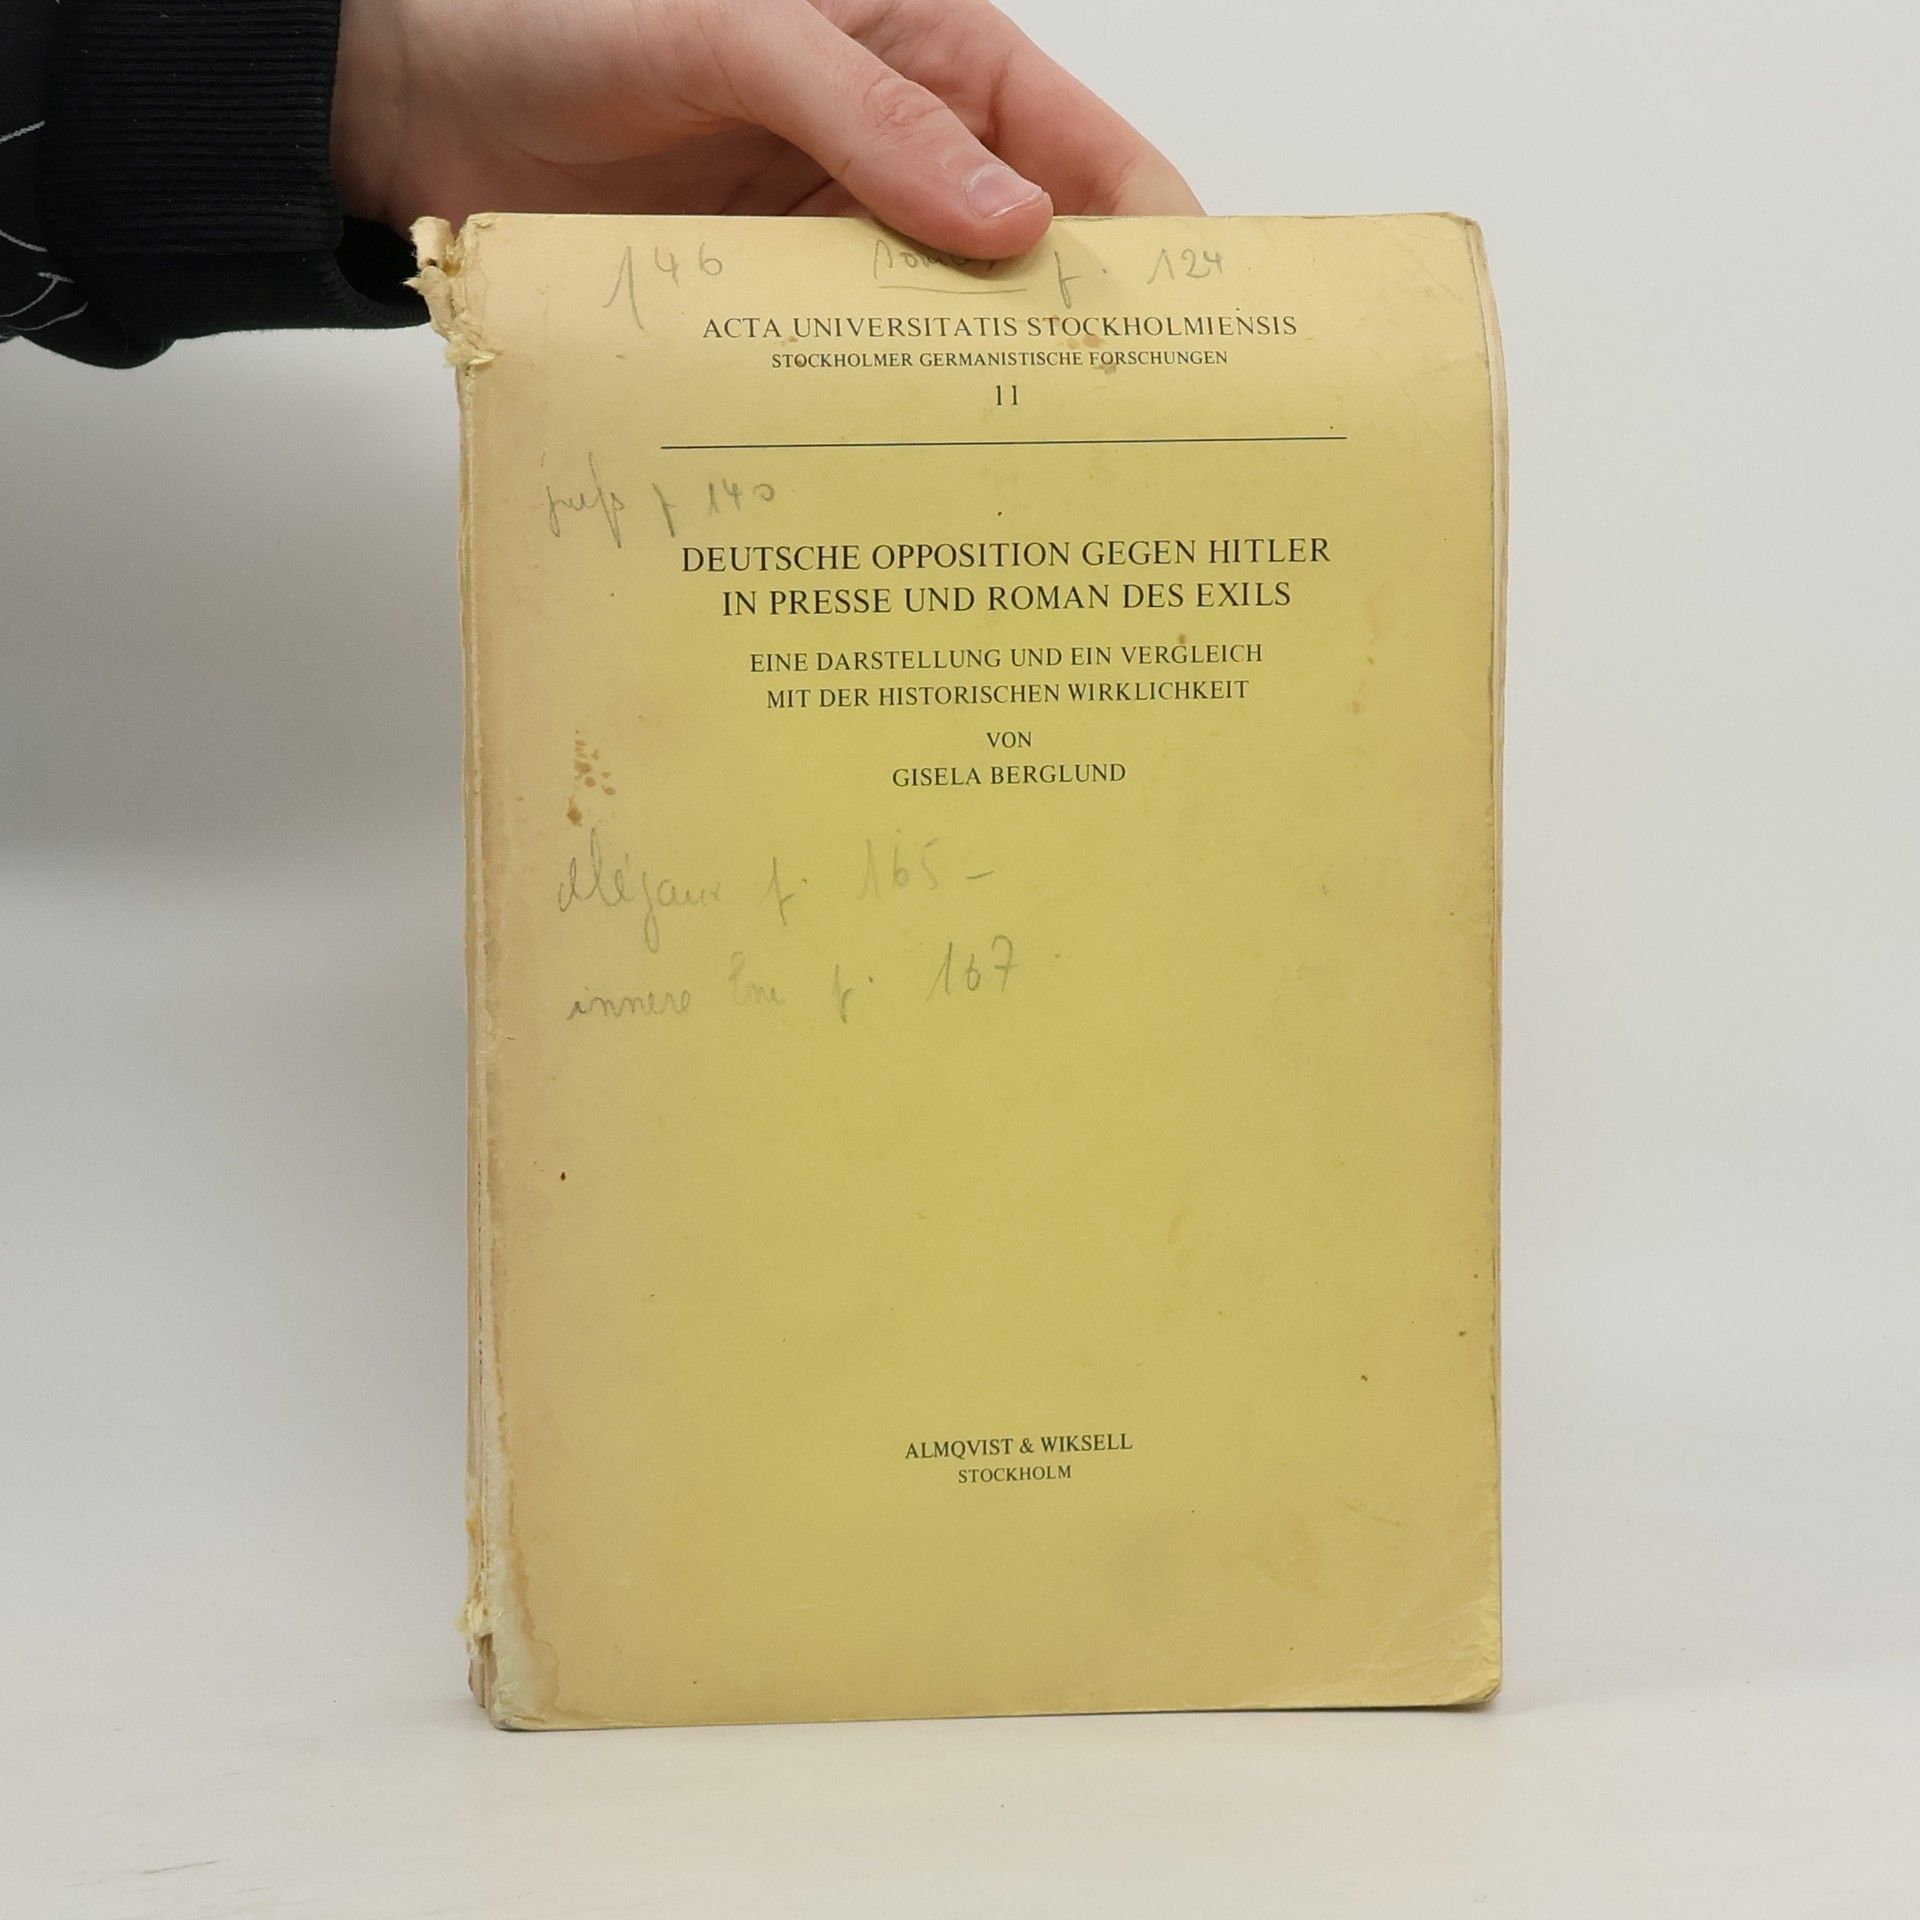 146 f. 124
ACTA UNIVERSITATIS STOCKHOLMIENSIS
STOCKHOLMER GERMANISTISCHE FORSCHUNGEN
11
f 140
DEUTSCHE OPPOSITION GEGEN HITLER
IN PRESSE UND ROMAN DES EXILS
EINE DARSTELLUNG UND EIN VERGLEICH
MIT DER HISTORISCHEN WIRKLICHKEIT
VON
GISELA BERGLUND
f. 165 -
innere f. 167
ALMQVIST & WIKSELL
STOCKHOLM